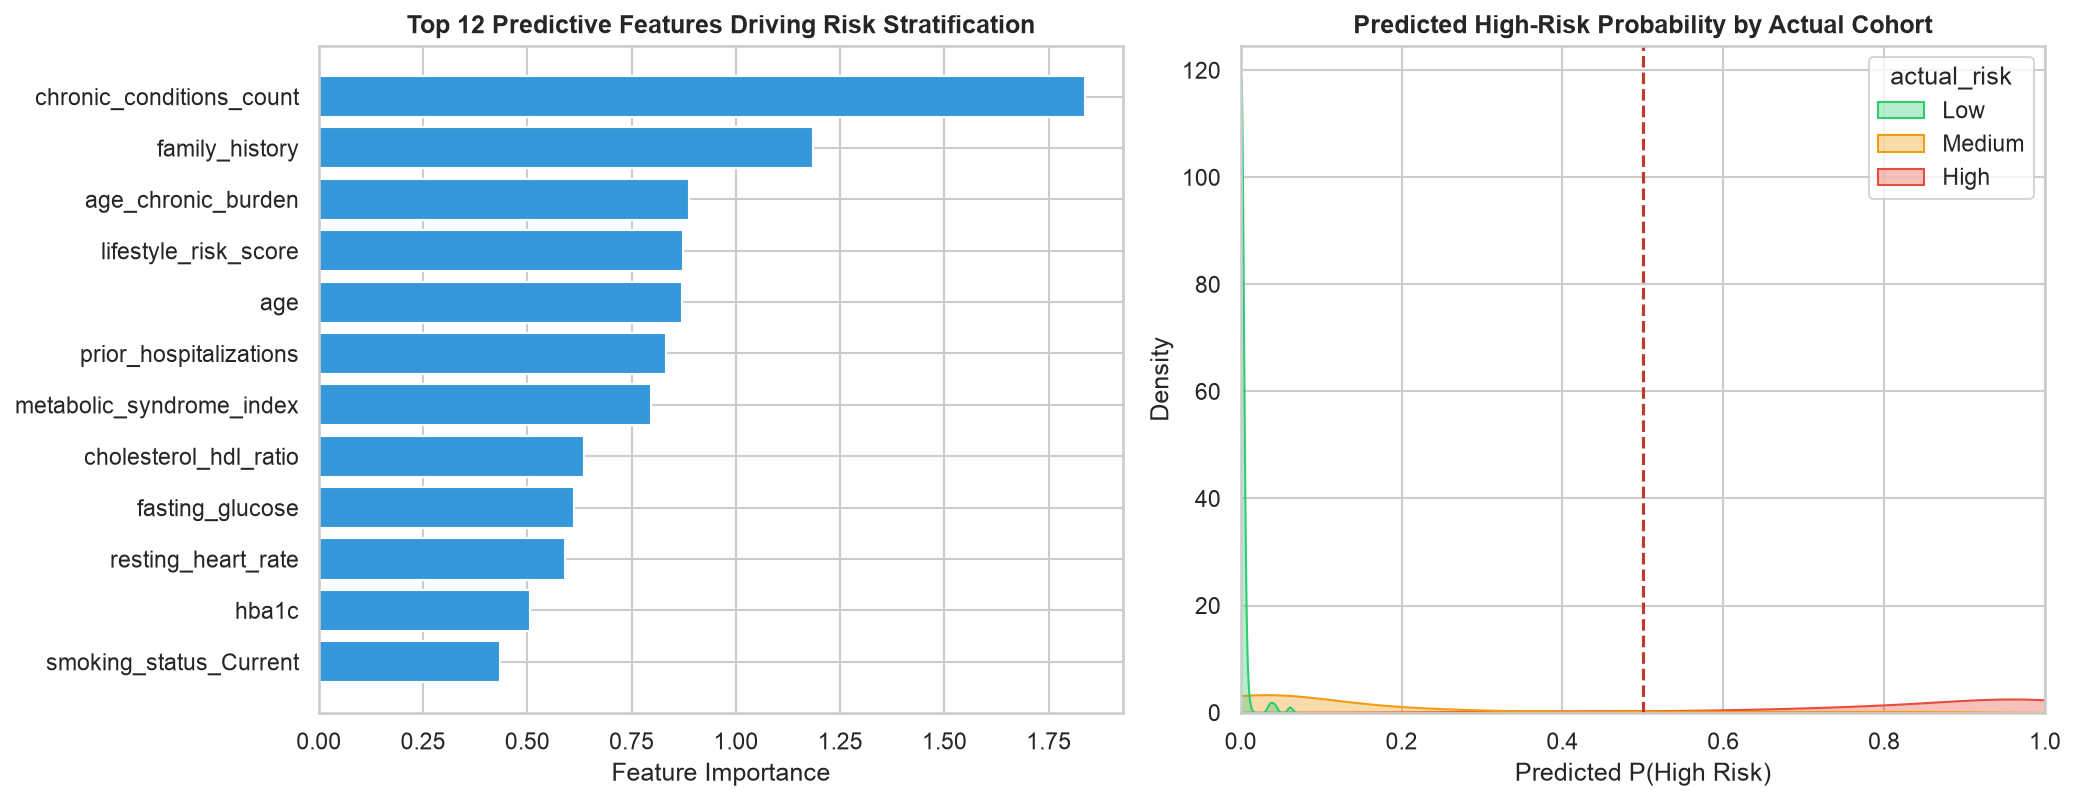 Top 12 Predictive Features Driving Risk Stratification
chronic_conditions_count
family_history
age_chronic_burden
lifestyle_risk_score
age
prior_hospitalizations
metabolic_syndrome_index
cholesterol_hdl_ratio
fasting_glucose
resting_heart_rate
hba1c
smoking_status_Current
0.00 0.25 0.50 0.75 1.00 1.25 1.50 1.75
Feature Importance
Predicted High-Risk Probability by Actual Cohort
actual_risk
Low
Medium
High
Density
120
100
80
60
40
20
0
0.0 0.2 0.4 0.6 0.8 1.0
Predicted P(High Risk)